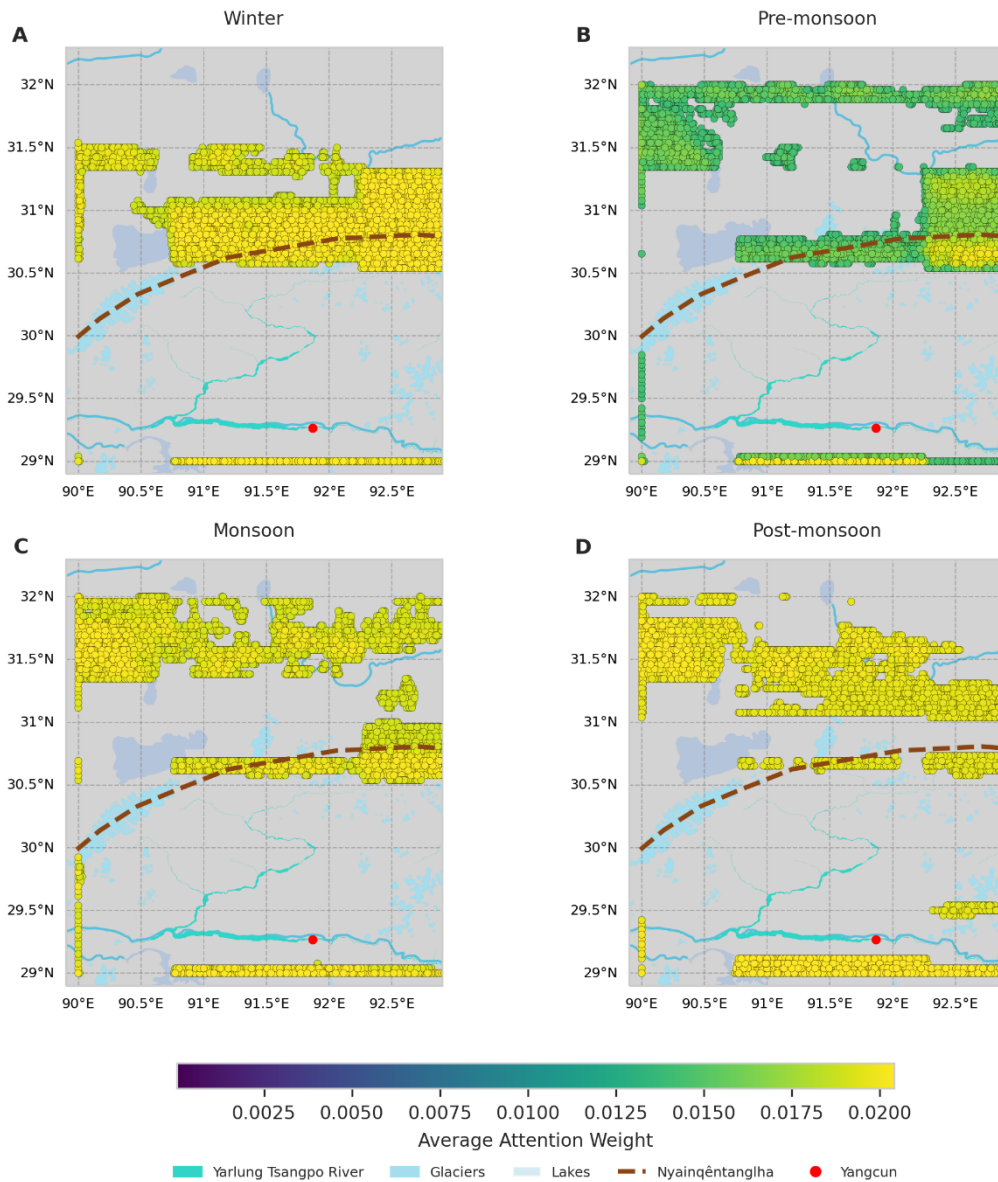 Winter
Pre-monsoon
A
B
32°N
31.5°N
31°N
30.5°N
30°N
29.5°N
29°N
90°E 90.5°E 91°E 91.5°E 92°E 92.5°E
32°N
31.5°N
31°N
30.5°N
30°N
29.5°N
29°N
90°E 90.5°E 91°E 91.5°E 92°E 92.5°E
Monsoon
Post-monsoon
C
D
32°N
31.5°N
31°N
30.5°N
30°N
29.5°N
29°N
90°E 90.5°E 91°E 91.5°E 92°E 92.5°E
32°N
31.5°N
31°N
30.5°N
30°N
29.5°N
29°N
90°E 90.5°E 91°E 91.5°E 92°E 92.5°E
0.0025 0.0050 0.0075 0.0100 0.0125 0.0150 0.0175 0.0200
Average Attention Weight
Yarlung Tsangpo River Glaciers Lakes Nyainqêntanglha Yangcun